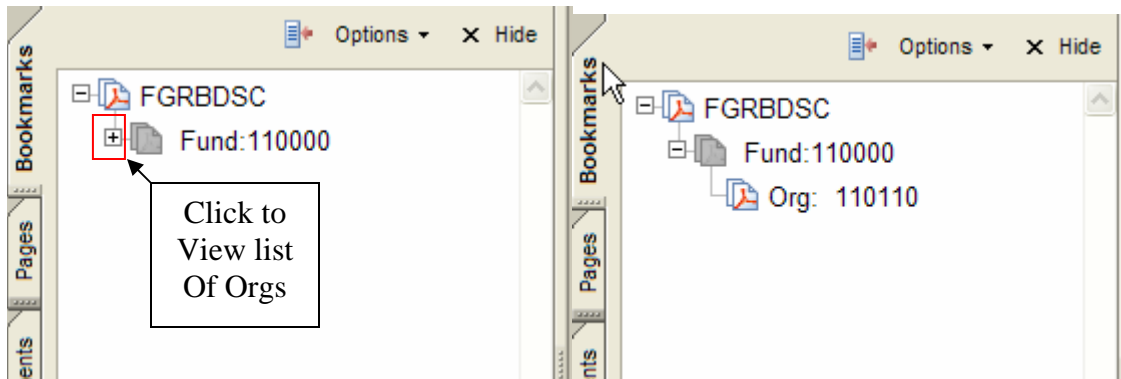 Options Hide
FGRBDSC
Fund:110000
Click to
View list
Of Orgs
Bookmarks
Pages
ents
Options Hide
FGRBDSC
Fund:110000
Org: 110110
Bookmarks
Pages
nts